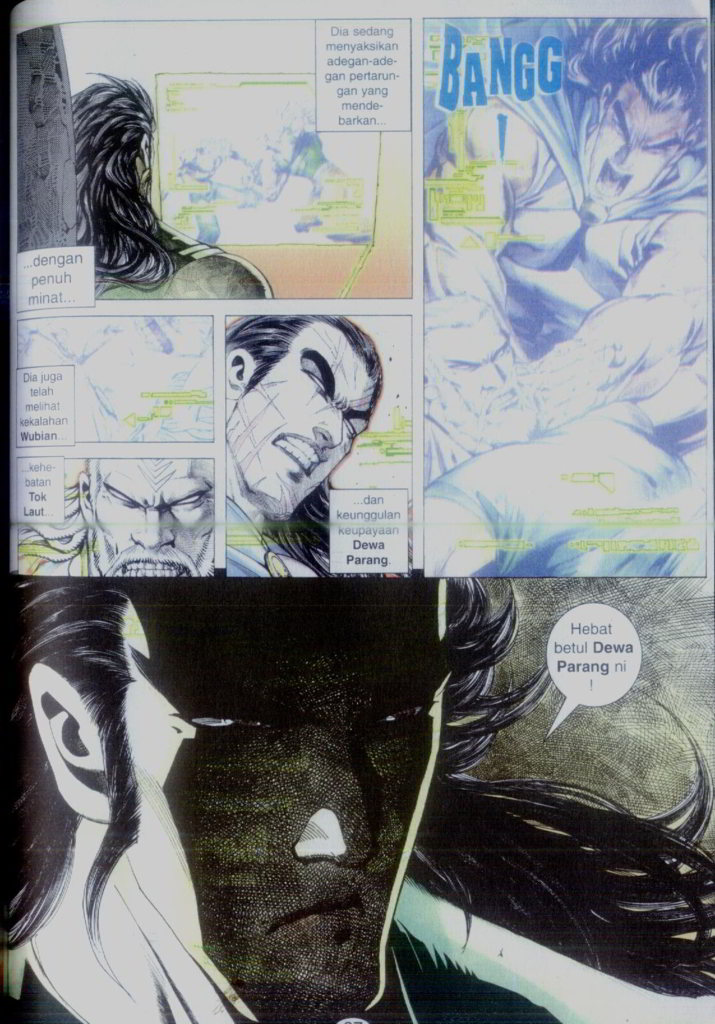 Dia sedang
menyaksikan
adegan-ade-
gan pertarun-
gan yang
mende-
barkan...
BANGG
!
...dengan
penuh
minat...
Dia juga
telah
melihat
kekalahan
Wubian...
...kehe-
batan
Tok
Laut...
...dan
keunggulan
keupayaan
Dewa
Parang.
Hebat
betul Dewa
Parang ni
!